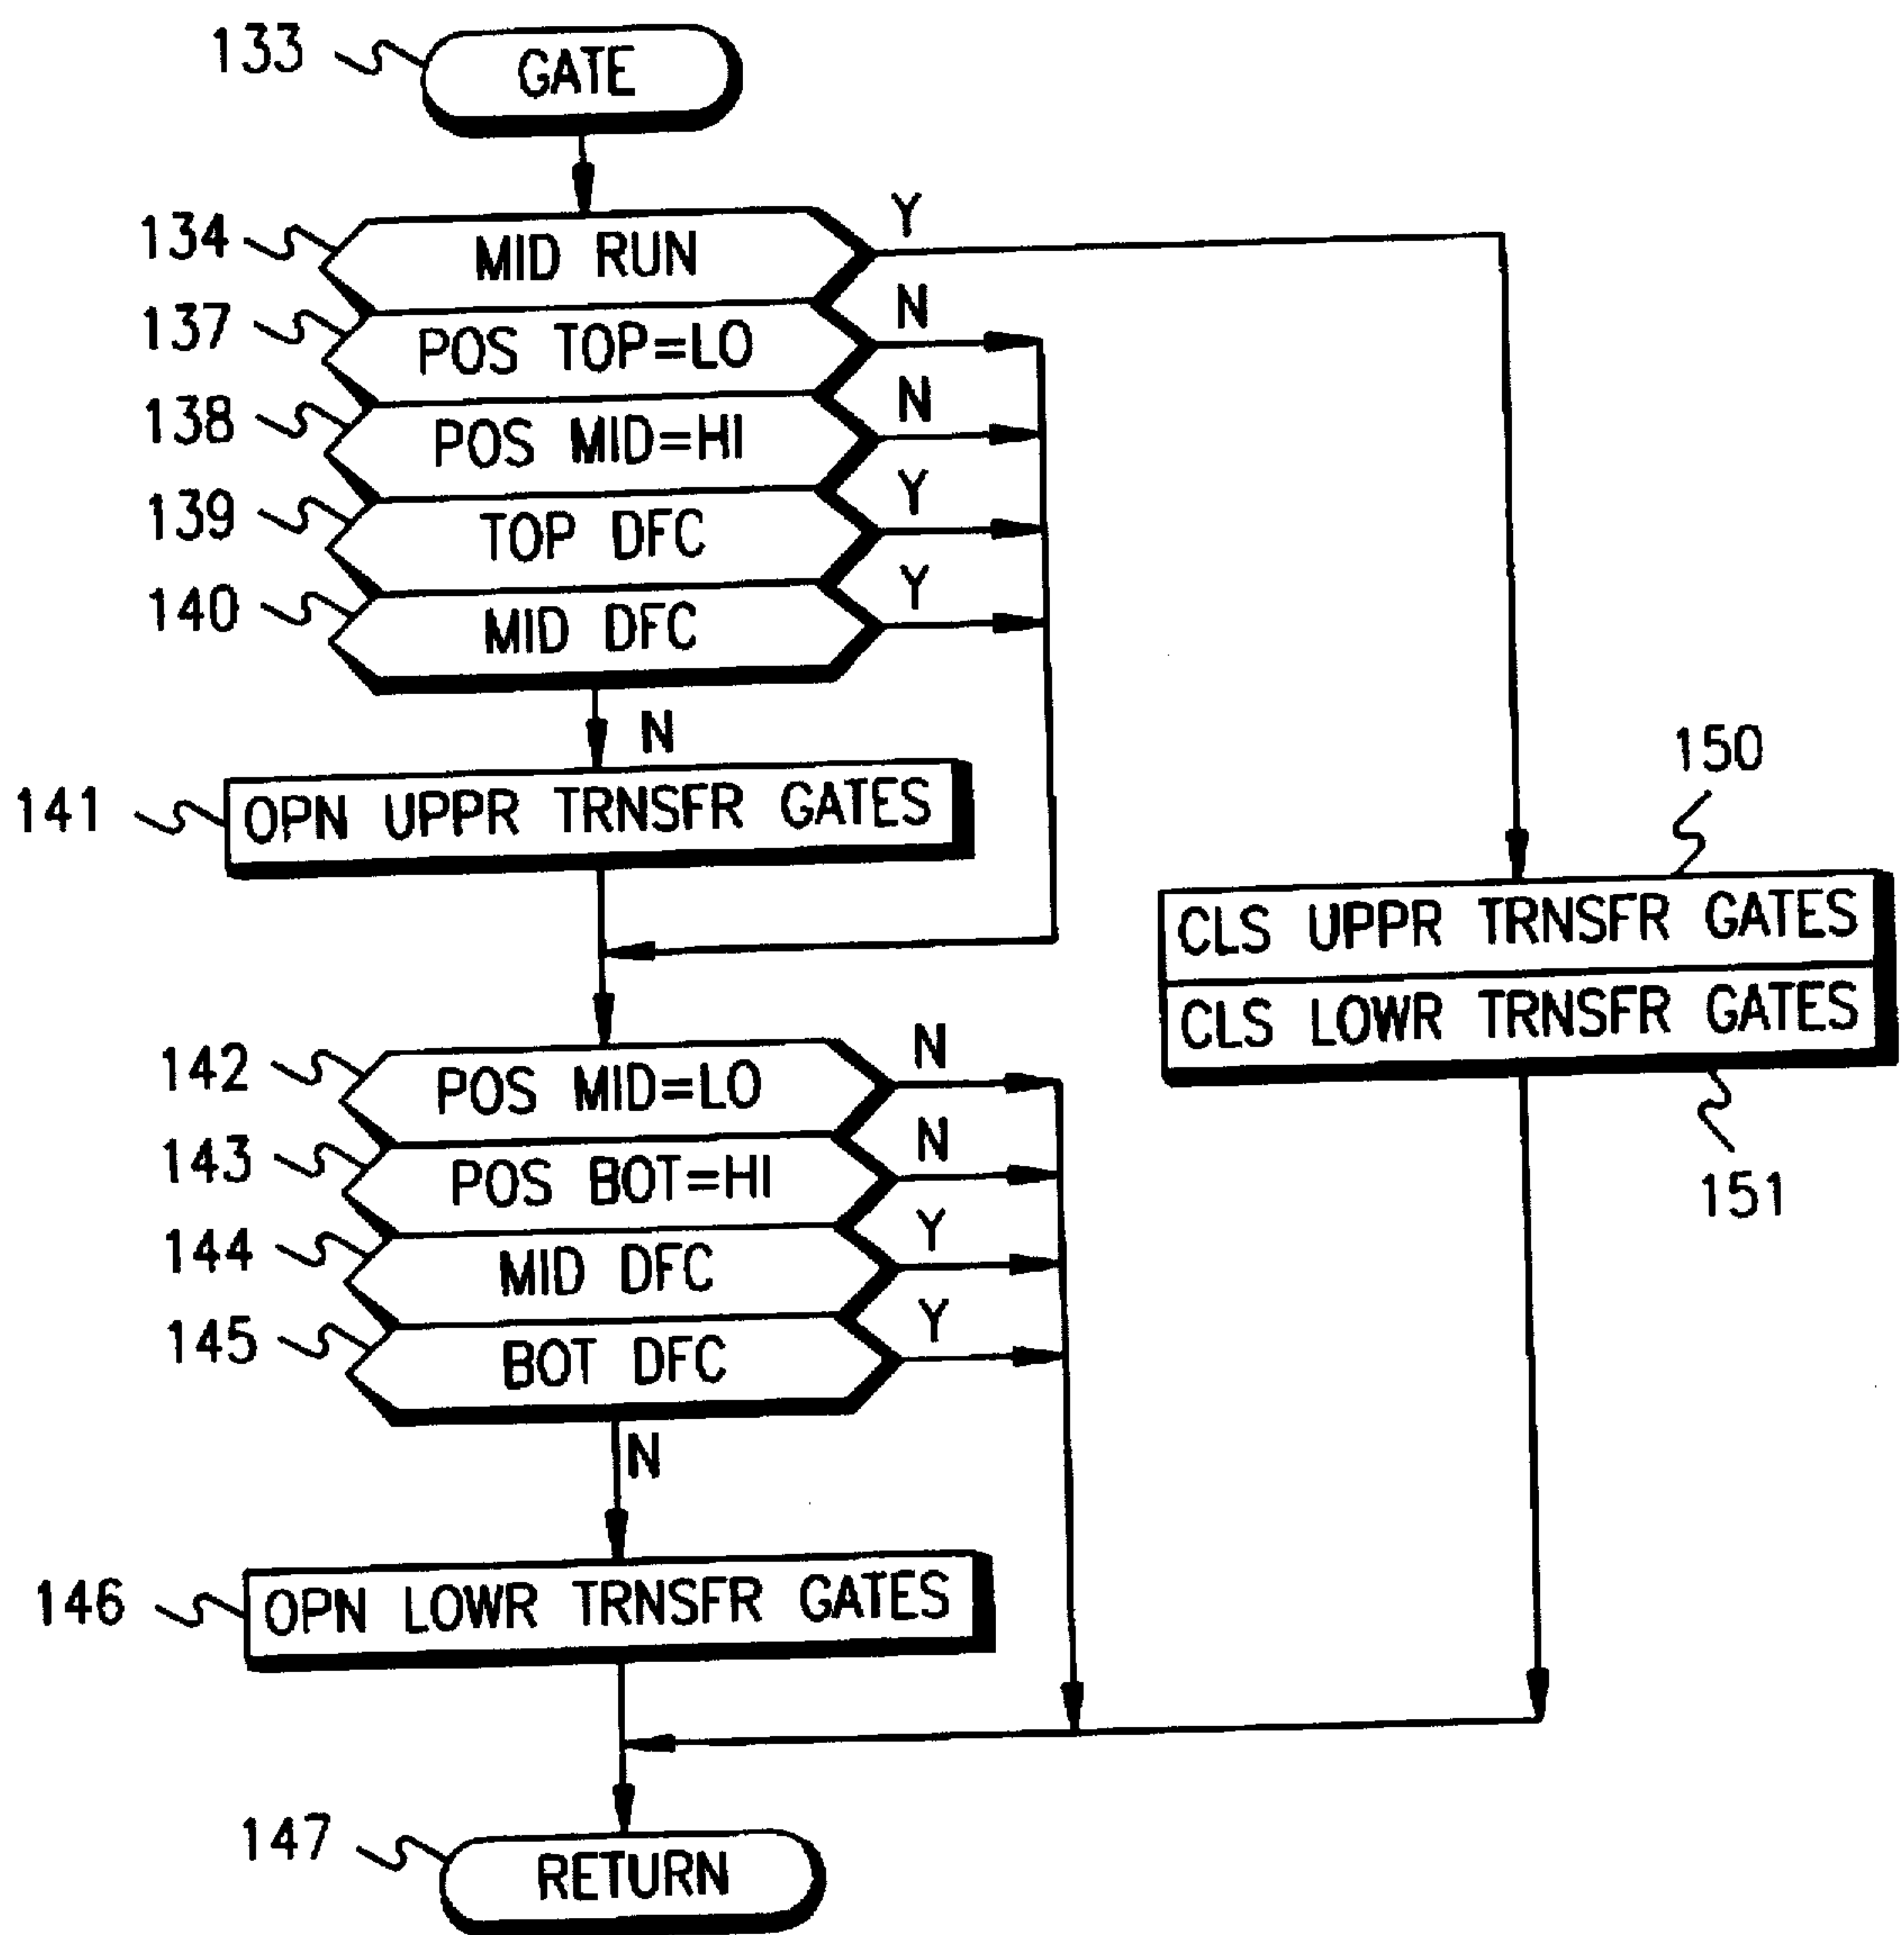 133 GATE
134 MID RUN Y
137 POS TOP=LO N
138 POS MID=HI N
139 TOP DFC Y
140 MID DFC Y
N
141 OPN UPPR TRNSFR GATES
150
CLS UPPR TRNSFR GATES
CLS LOWR TRNSFR GATES
151
142 POS MID=LO N
143 POS BOT=HI N
144 MID DFC Y
145 BOT DFC Y
N
146 OPN LOWR TRNSFR GATES
147 RETURN